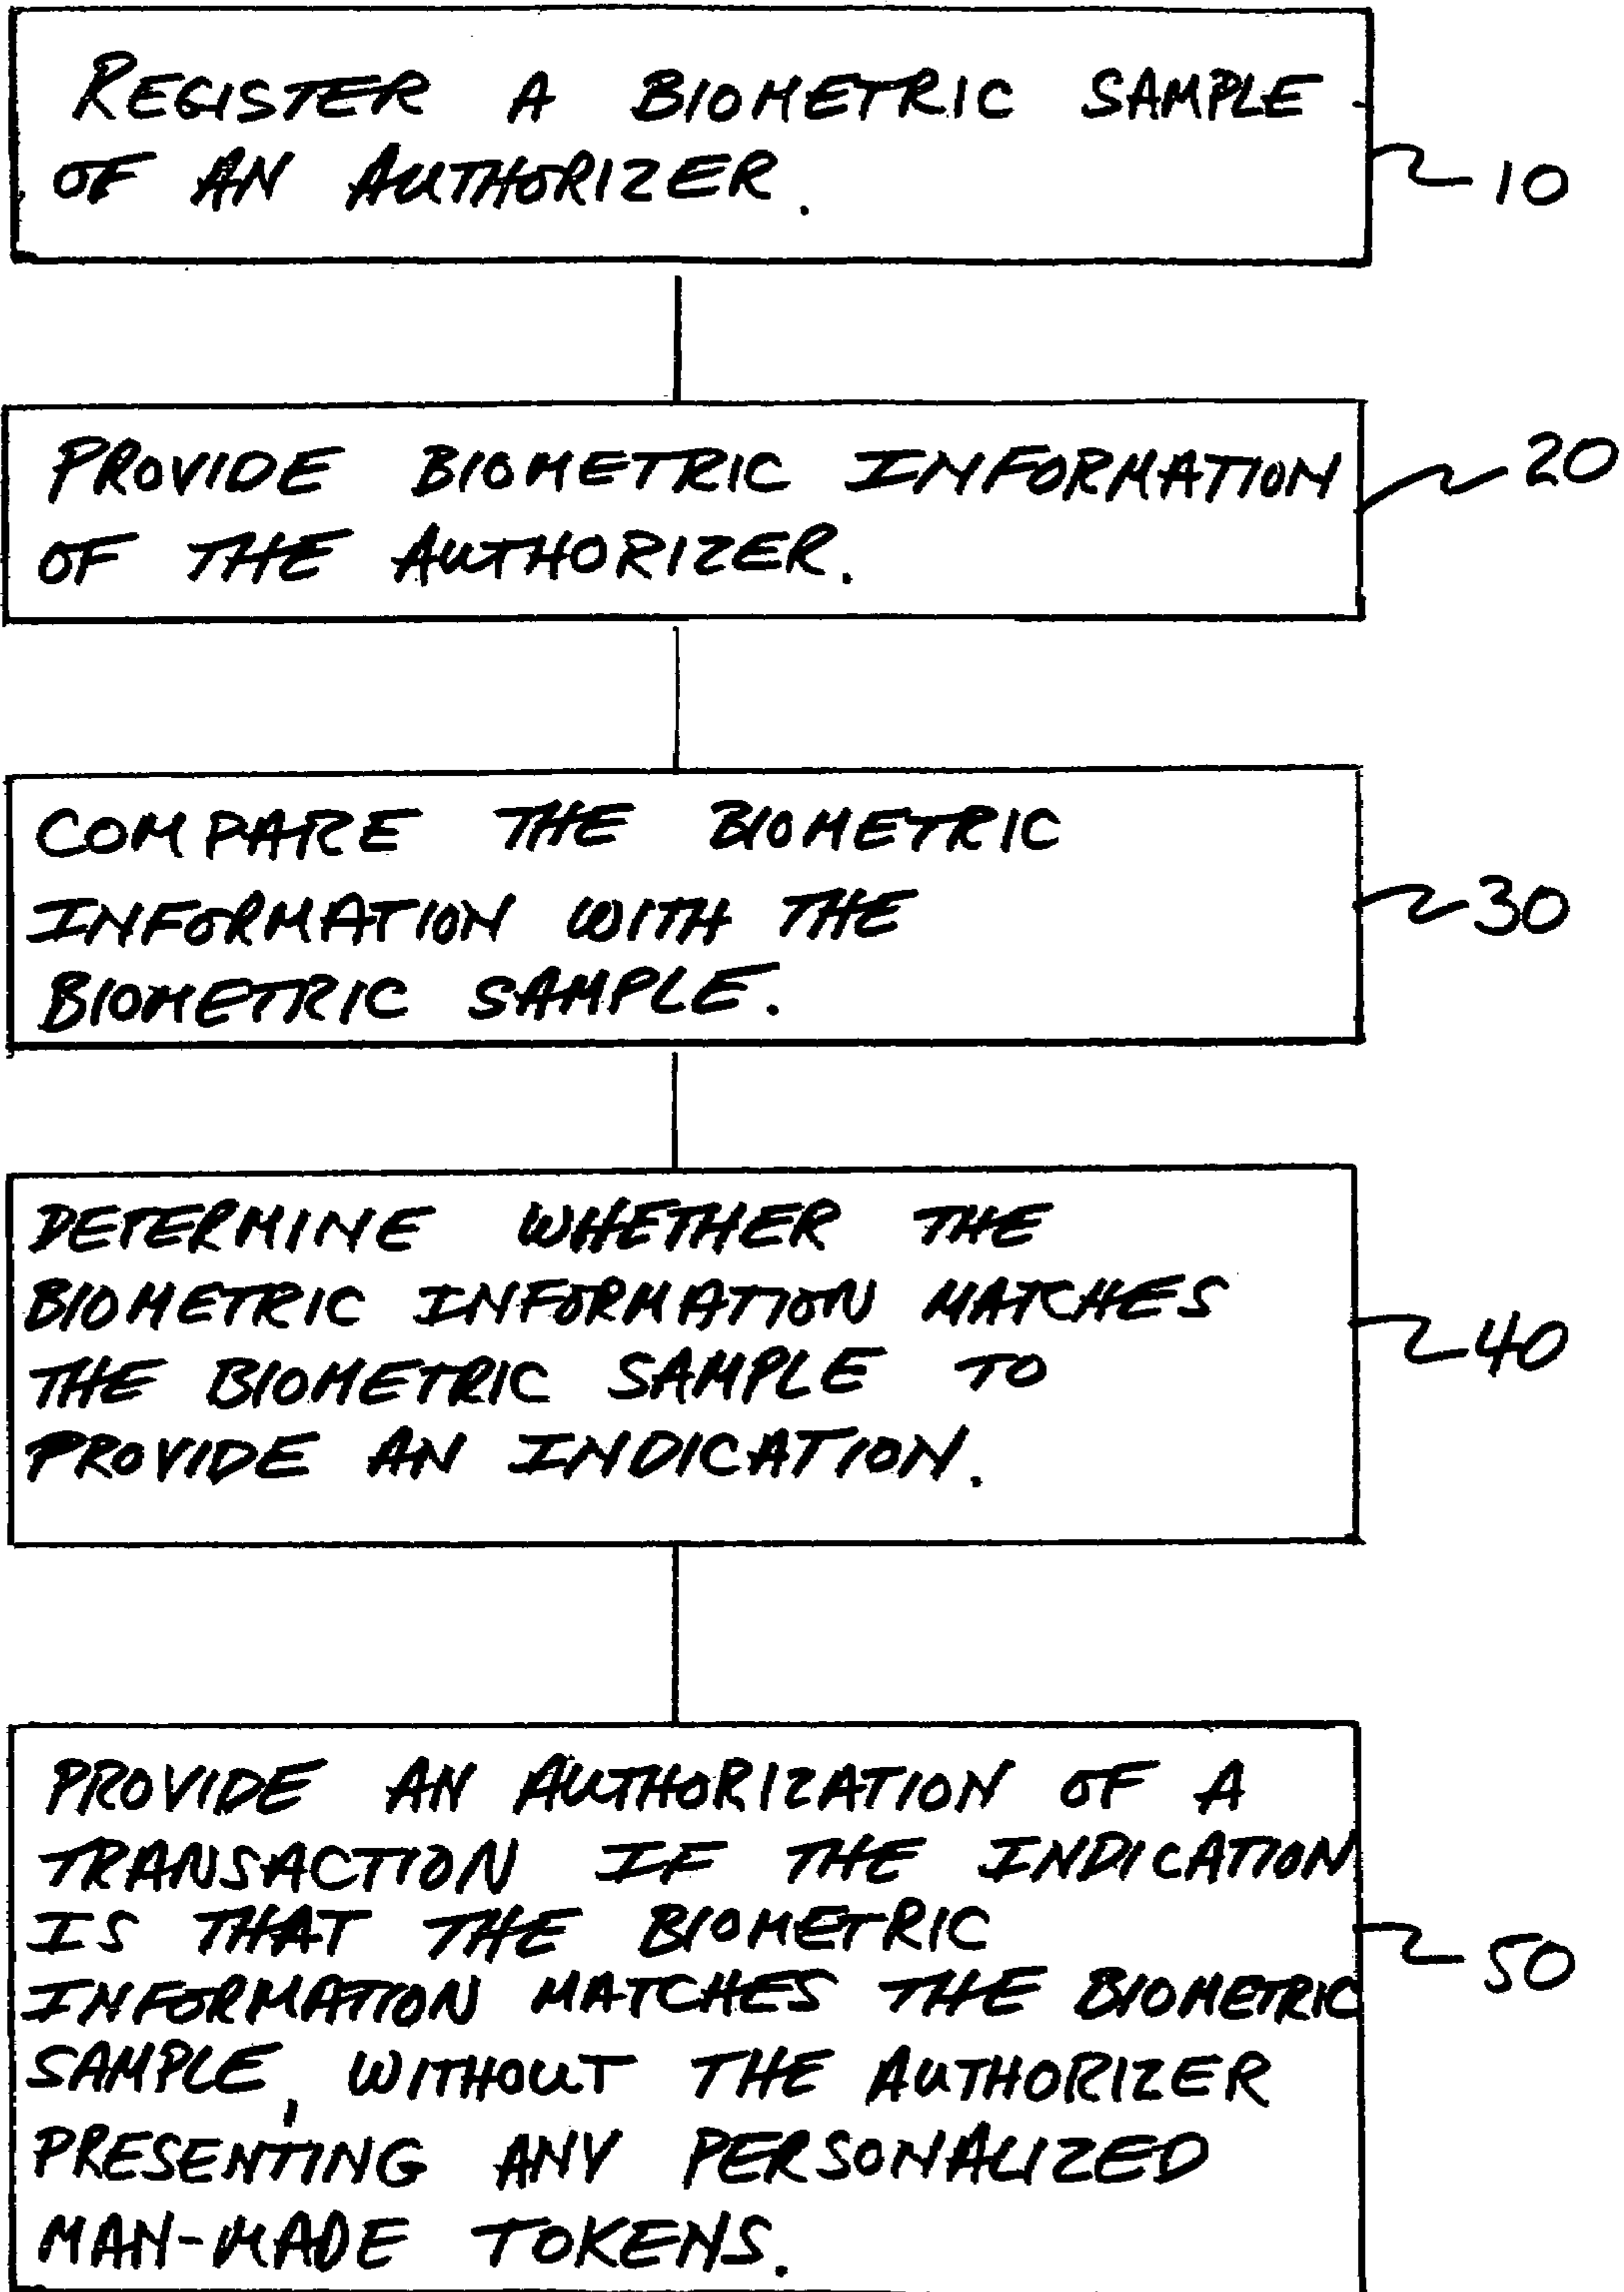 REGISTER A BIOMETRIC SAMPLE
OF AN AUTHORIZER.
10
PROVIDE BIOMETRIC INFORMATION
OF THE AUTHORIZER.
20
COMPARE THE BIOMETRIC
INFORMATION WITH THE
BIOMETRIC SAMPLE.
30
DETERMINE WHETHER THE
BIOMETRIC INFORMATION MATCHES
THE BIOMETRIC SAMPLE TO
PROVIDE AN INDICATION.
40
PROVIDE AN AUTHORIZATION OF A
TRANSACTION IF THE INDICATION
IS THAT THE BIOMETRIC
INFORMATION MATCHES THE BIOMETRIC
SAMPLE, WITHOUT THE AUTHORIZER
PRESENTING ANY PERSONALIZED
MAN-MADE TOKENS.
50